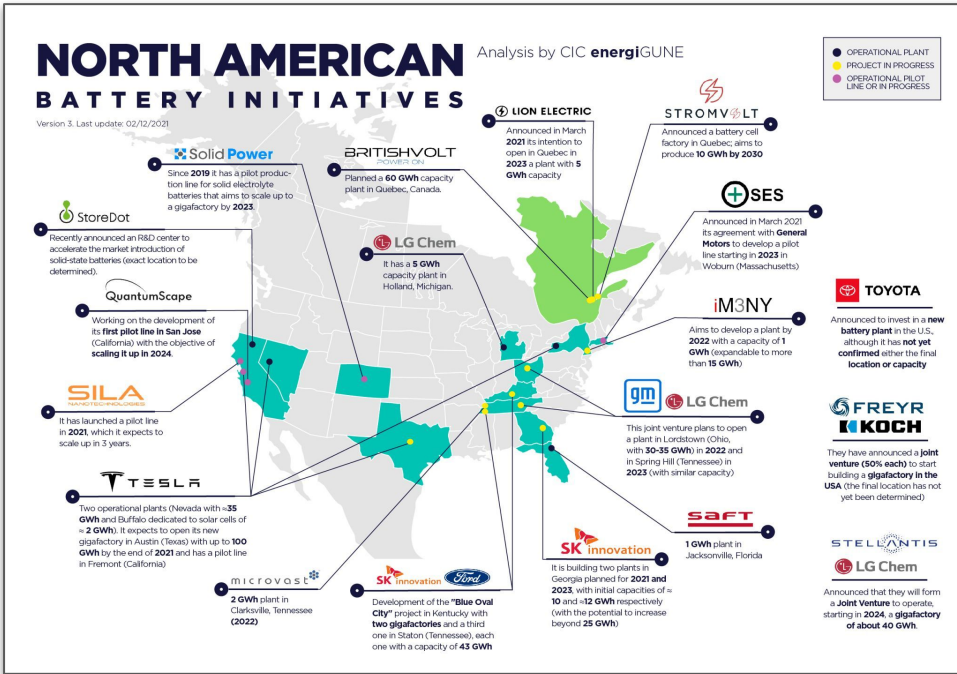 NORTH AMERICAN
BATTERY INITIATIVES
Version 3. Last update: 02/12/2021
Analysis by CIC energiGUNE
OPERATIONAL PLANT
PROJECT IN PROGRESS
OPERATIONAL PILOT
LINE OR IN PROGRESS
Solid Power
Since 2019 it has a pilot produc-
tion line for solid electrolyte
batteries that aims to scale up to
a gigafactory by 2023.
BRITISHVOLT
POWER ON
Planned a 60 GWh capacity
plant in Quebec, Canada.
LION ELECTRIC
Announced in March
2021 its intention to
open in Quebec in
2023 a plant with 5
GWh capacity
STROMVOLT
Announced a battery cell
factory in Quebec; aims to
produce 10 GWh by 2030
StoreDot
Recently announced an R&D center to
accelerate the market introduction of
solid-state batteries (exact location to be
determined).
LG Chem
It has a 5 GWh
capacity plant in
Holland, Michigan.
SES
Announced in March 2021
its agreement with General
Motors to develop a pilot
line starting in 2023 in
Woburn (Massachusetts)
QuantumScape
Working on the development of
its first pilot line in San Jose
(California) with the objective of
scaling it up in 2024.
iM3NY
Aims to develop a plant by
2022 with a capacity of 1
GWh (expandable to more
than 15 GWh)
TOYOTA
Announced to invest in a new
battery plant in the U.S.,
although it has not yet
confirmed either the final
location or capacity
SILA
NANOTECHNOLOGIES
It has launched a pilot line
in 2021, which it expects to
scale up in 3 years.
gm LG Chem
This joint venture plans to open
a plant in Lordstown (Ohio,
with 30-35 GWh) in 2022 and
in Spring Hill (Tennessee) in
2023 (with similar capacity)
FREYR
KOCH
They have announced a joint
venture (50% each) to start
building a gigafactory in the
USA (the final location has not
yet been determined)
TESLA
Two operational plants (Nevada with ≈35
GWh and Buffalo dedicated to solar cells of
≈ 2 GWh). It expects to open its new
gigafactory in Austin (Texas) with up to 100
GWh by the end of 2021 and has a pilot line
in Fremont (California)
microvast
2 GWh plant in
Clarksville, Tennessee
(2022)
SK innovation Ford
Development of the "Blue Oval
City" project in Kentucky with
two gigafactories and a third
one in Staton (Tennessee), each
one with a capacity of 43 GWh
SK innovation
It is building two plants in
Georgia planned for 2021 and
2023, with initial capacities of ≈
10 and ≈12 GWh respectively
(with the potential to increase
beyond 25 GWh)
saft
1 GWh plant in
Jacksonville, Florida
STELLANTIS
LG Chem
Announced that they will form
a Joint Venture to operate,
starting in 2024, a gigafactory
of about 40 GWh.